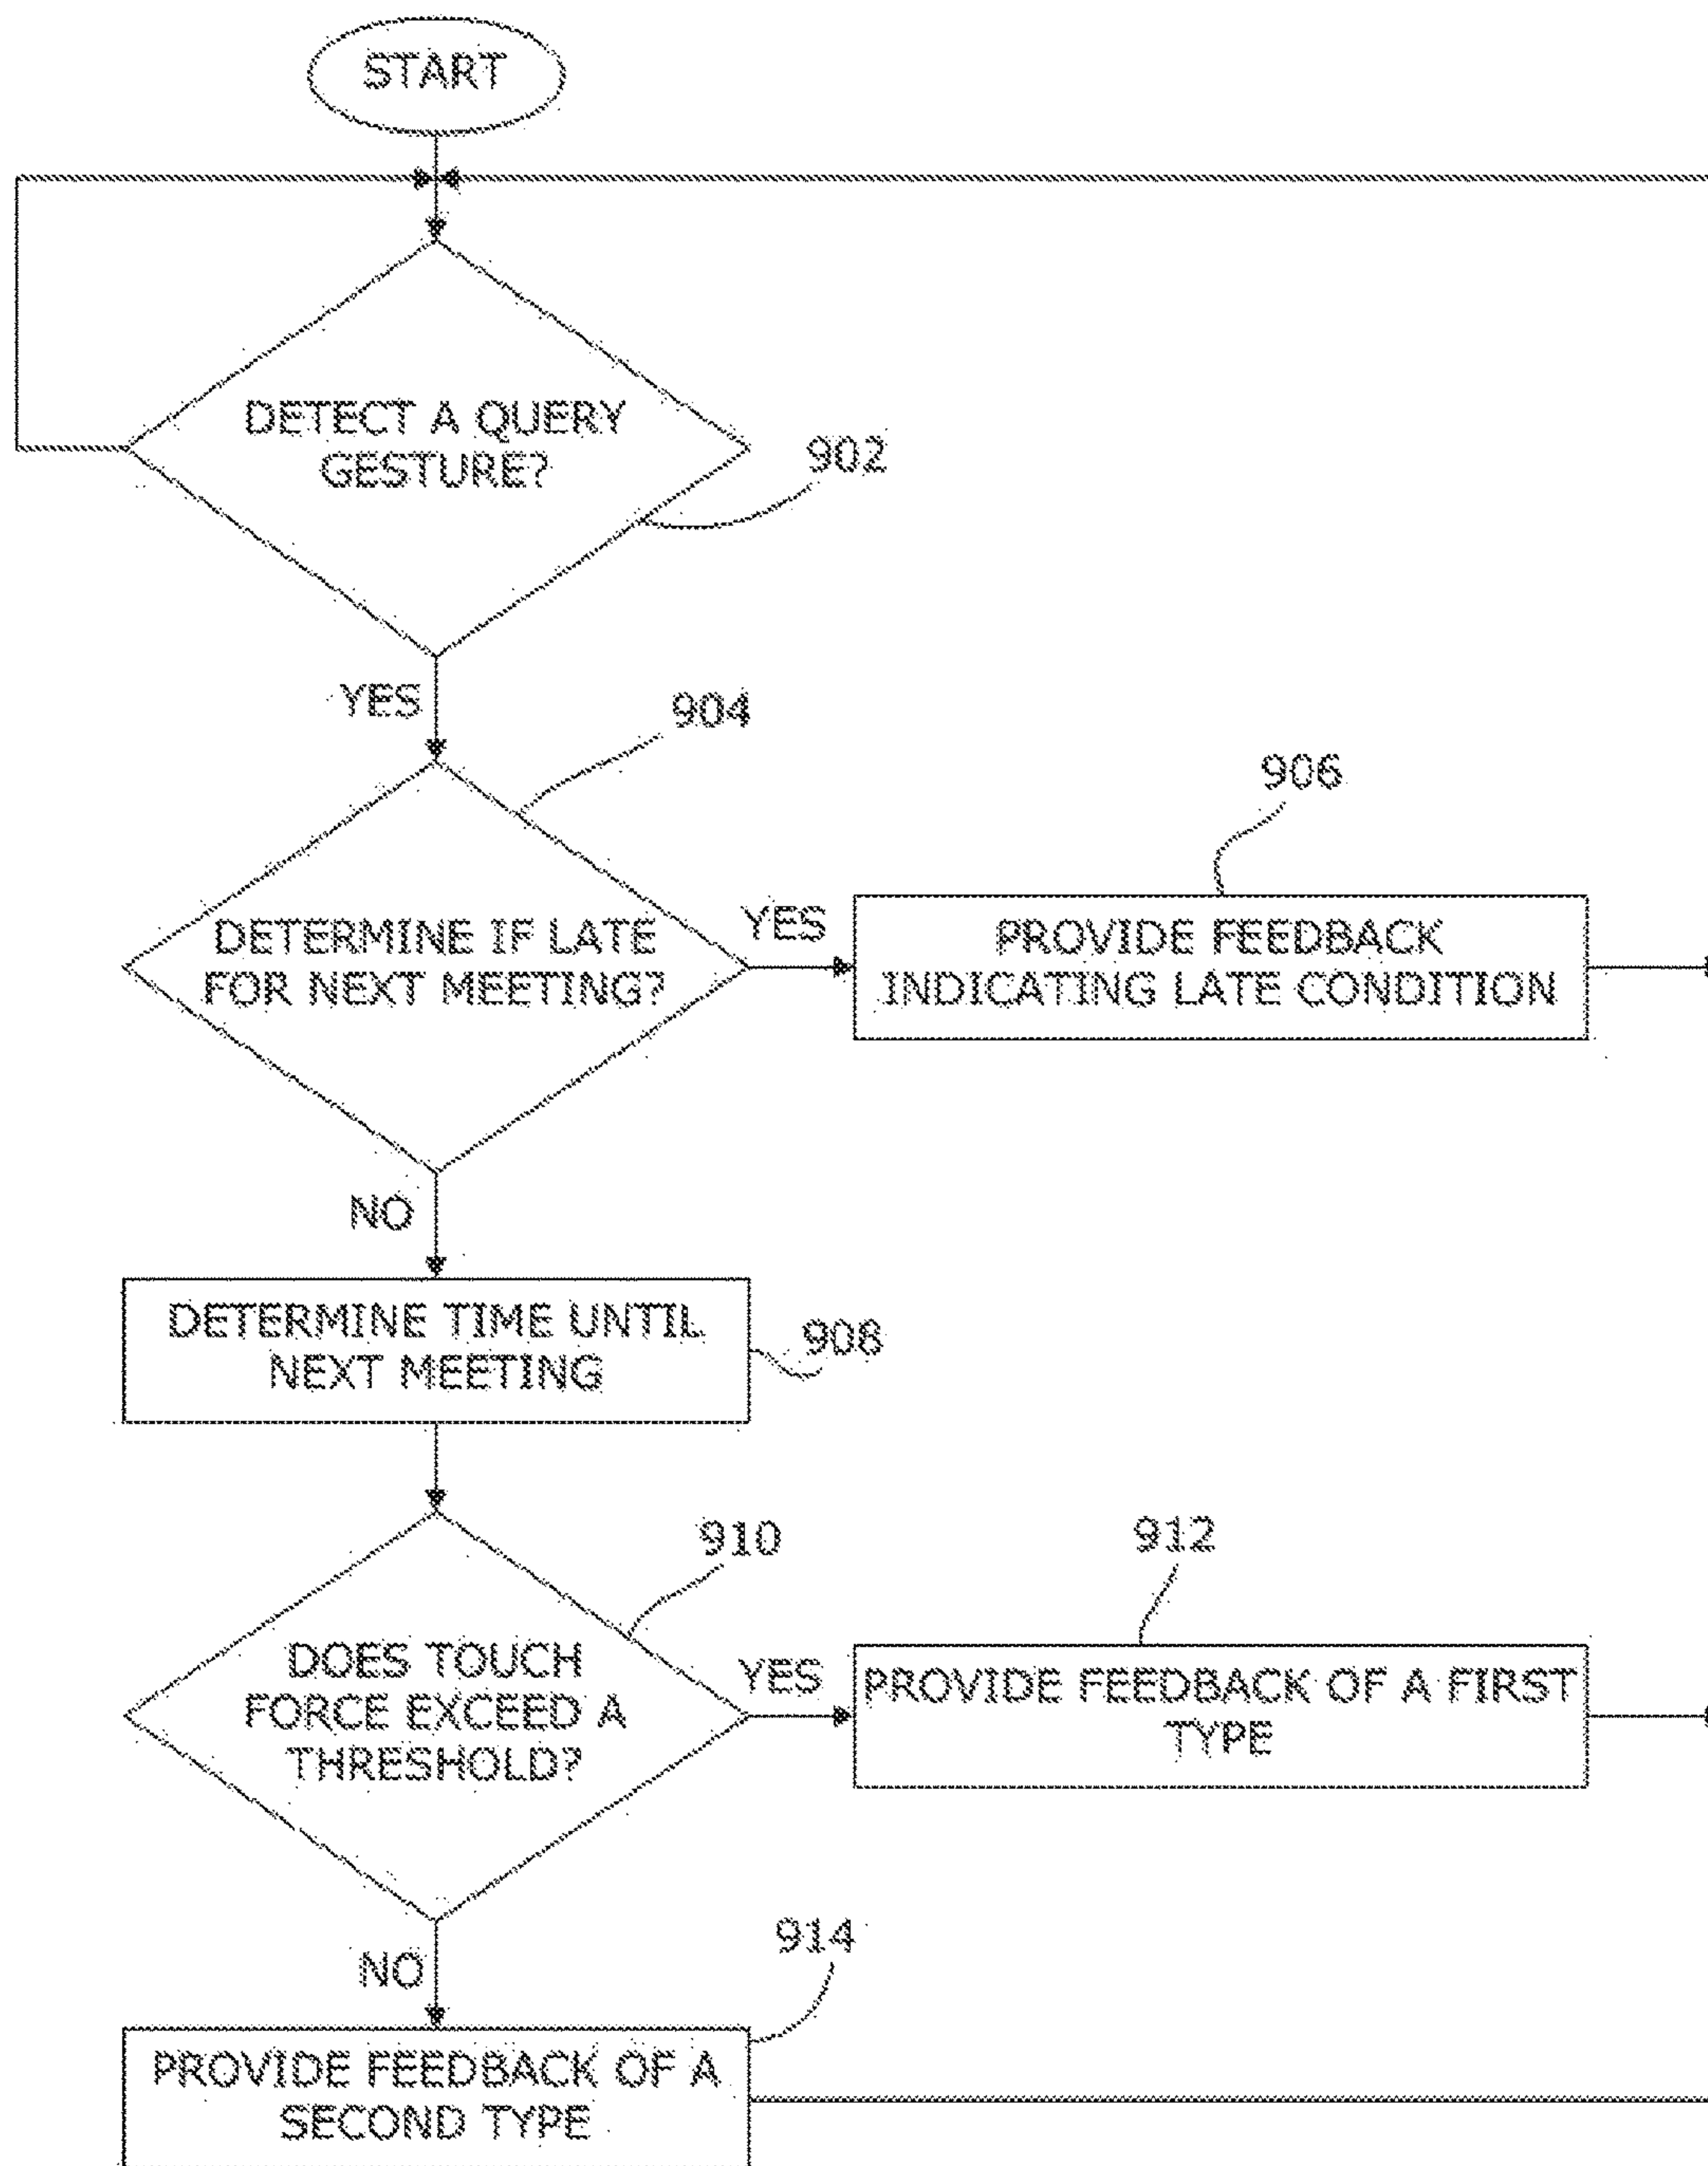 START
DETECT A QUERY
GESTURE?
902
YES
904
DETERMINE IF LATE
FOR NEXT MEETING?
YES
906
PROVIDE FEEDBACK
INDICATING LATE CONDITION
NO
DETERMINE TIME UNTIL
NEXT MEETING
908
910
DOES TOUCH
FORCE EXCEED A
THRESHOLD?
YES
912
PROVIDE FEEDBACK OF A FIRST
TYPE
NO
914
PROVIDE FEEDBACK OF A
SECOND TYPE